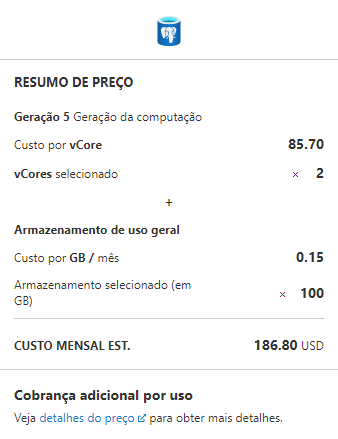 RESUMO DE PREÇO
Geração 5 Geração da computação
Custo por vCore 85.70
vCores selecionado × 2
+
Armazenamento de uso geral
Custo por GB / mês 0.15
Armazenamento selecionado (em
GB) × 100
CUSTO MENSAL EST. 186.80 USD
Cobrança adicional por uso
Veja detalhes do preço para obter mais detalhes.